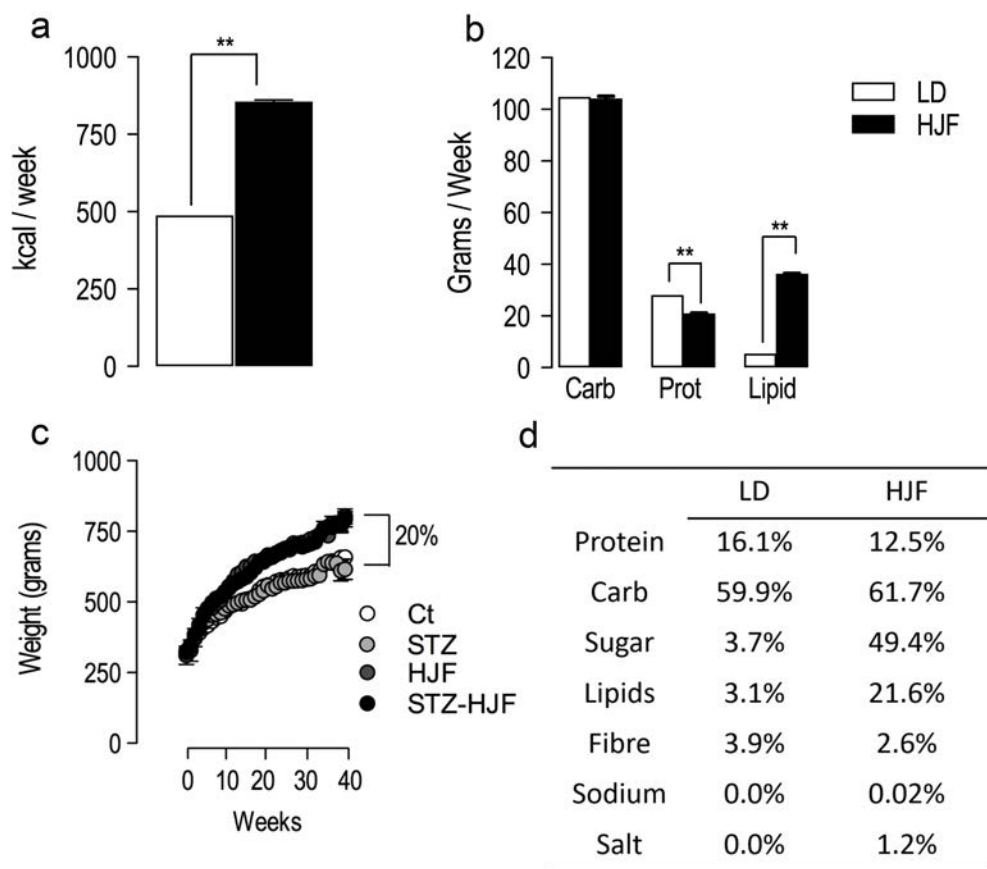 a
**
1000
750
500
250
0
kcal / week
b
120
100
80
60
40
20
0
Grams / Week
**
**
Carb Prot Lipid
LD
HJF
c
1000
750
500
250
0
Weight (grams)
20%
Ct
STZ
HJF
STZ-HJF
0 10 20 30 40
Weeks
d
LD HJF
Protein 16.1% 12.5%
Carb 59.9% 61.7%
Sugar 3.7% 49.4%
Lipids 3.1% 21.6%
Fibre 3.9% 2.6%
Sodium 0.0% 0.02%
Salt 0.0% 1.2%